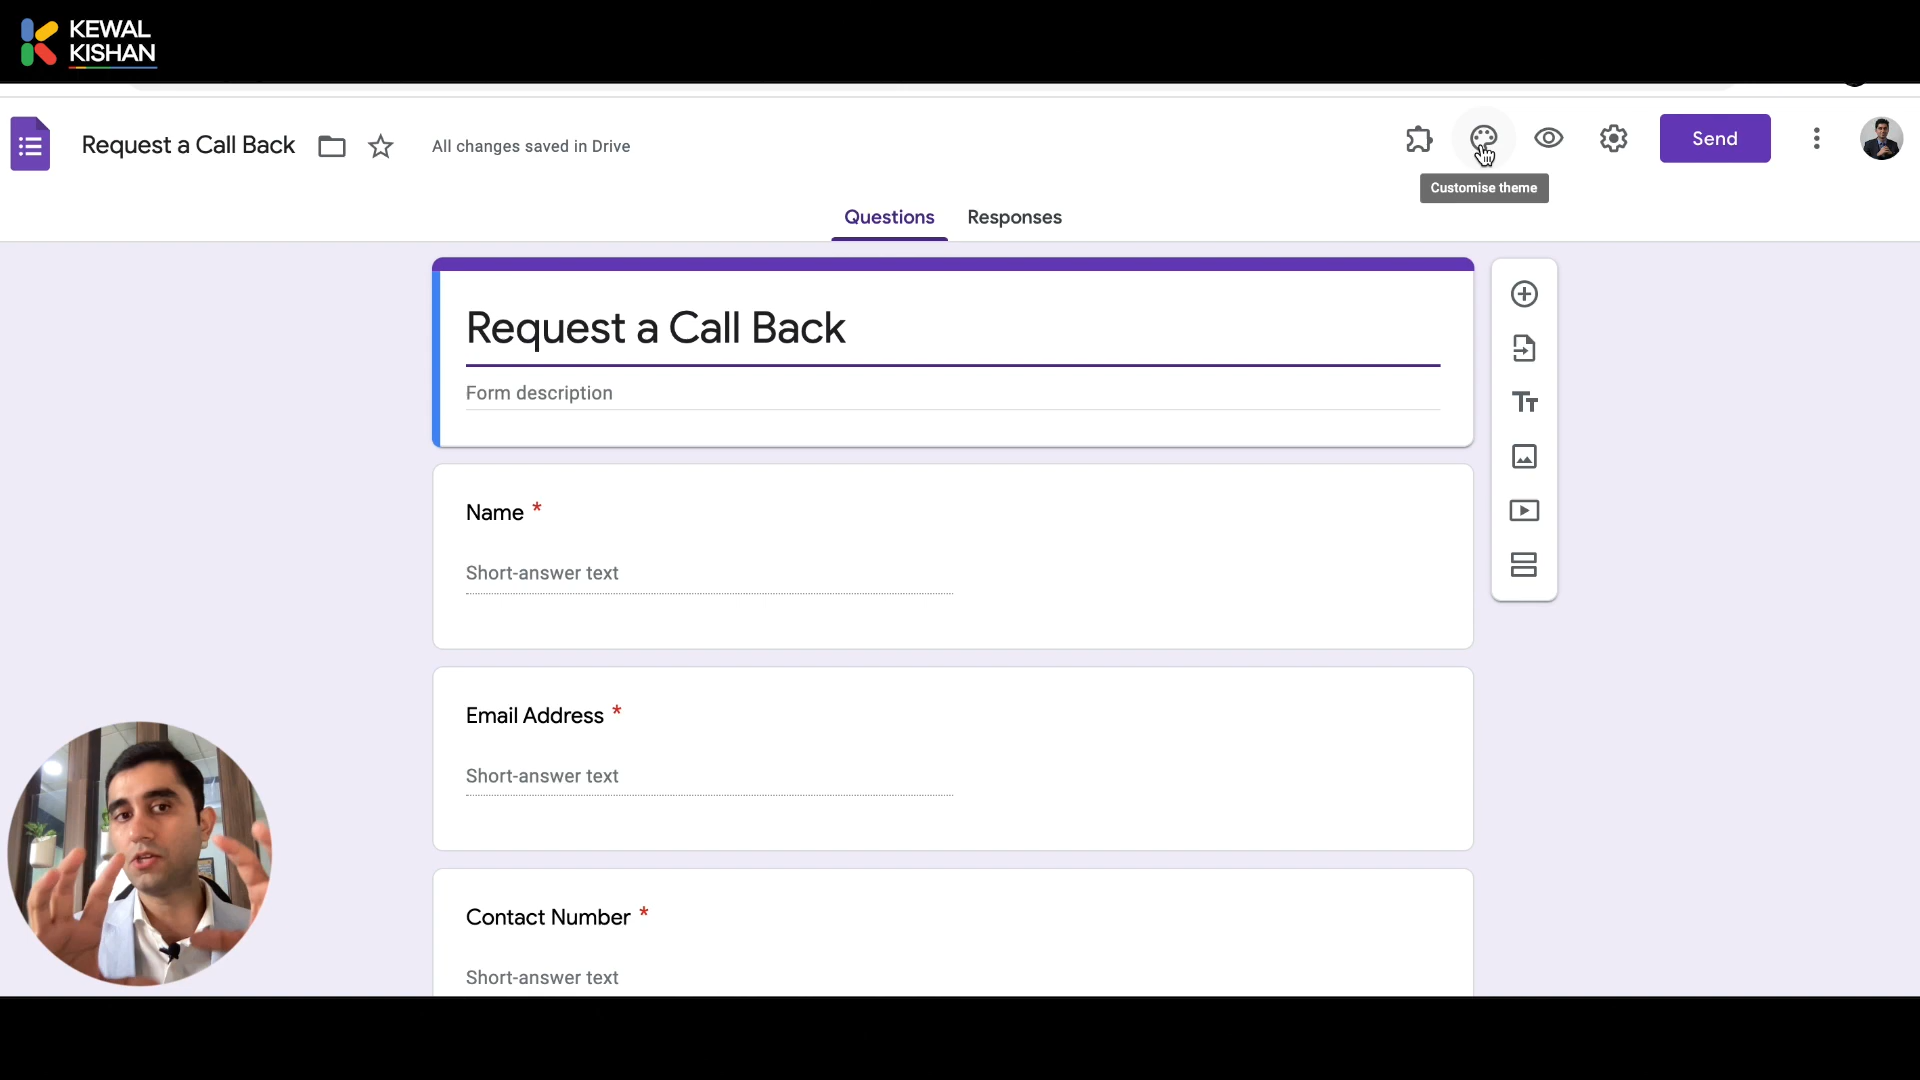 KEWAL
KISHAN
Request a Call Back
All changes saved in Drive
Send
Customise theme
Questions
Responses
Request a Call Back
Form description
Name *
Short-answer text
Email Address *
Short-answer text
Contact Number *
Short-answer text